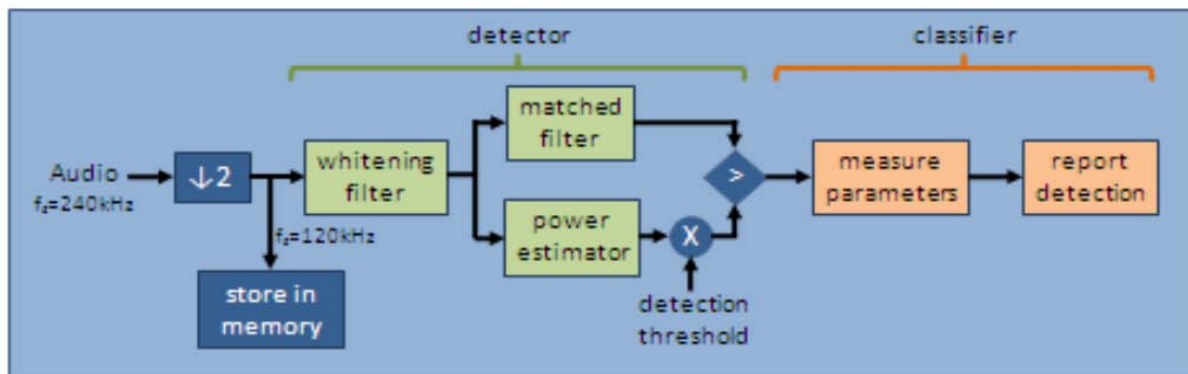 detector
classifier
matched
filter
Audio
fₛ=240kHz
↓2
whitening
filter
>
measure
parameters
report
detection
power
estimator
X
fₛ=120kHz
store in
memory
detection
threshold